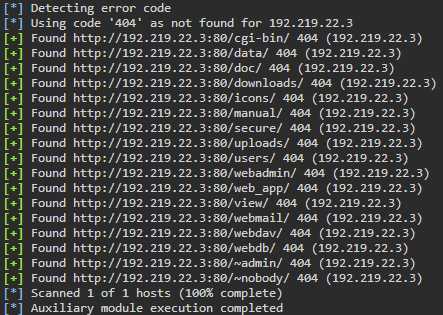 [*] Detecting error code
[*] Using code '404' as not found for 192.219.22.3
[+] Found http://192.219.22.3:80/cgi-bin/ 404 (192.219.22.3)
[+] Found http://192.219.22.3:80/data/ 404 (192.219.22.3)
[+] Found http://192.219.22.3:80/doc/ 404 (192.219.22.3)
[+] Found http://192.219.22.3:80/downloads/ 404 (192.219.22.3)
[+] Found http://192.219.22.3:80/icons/ 404 (192.219.22.3)
[+] Found http://192.219.22.3:80/manual/ 404 (192.219.22.3)
[+] Found http://192.219.22.3:80/secure/ 404 (192.219.22.3)
[+] Found http://192.219.22.3:80/uploads/ 404 (192.219.22.3)
[+] Found http://192.219.22.3:80/users/ 404 (192.219.22.3)
[+] Found http://192.219.22.3:80/webadmin/ 404 (192.219.22.3)
[+] Found http://192.219.22.3:80/web_app/ 404 (192.219.22.3)
[+] Found http://192.219.22.3:80/view/ 404 (192.219.22.3)
[+] Found http://192.219.22.3:80/webmail/ 404 (192.219.22.3)
[+] Found http://192.219.22.3:80/webdav/ 404 (192.219.22.3)
[+] Found http://192.219.22.3:80/webdb/ 404 (192.219.22.3)
[+] Found http://192.219.22.3:80/~admin/ 404 (192.219.22.3)
[+] Found http://192.219.22.3:80/~nobody/ 404 (192.219.22.3)
[*] Scanned 1 of 1 hosts (100% complete)
[*] Auxiliary module execution completed